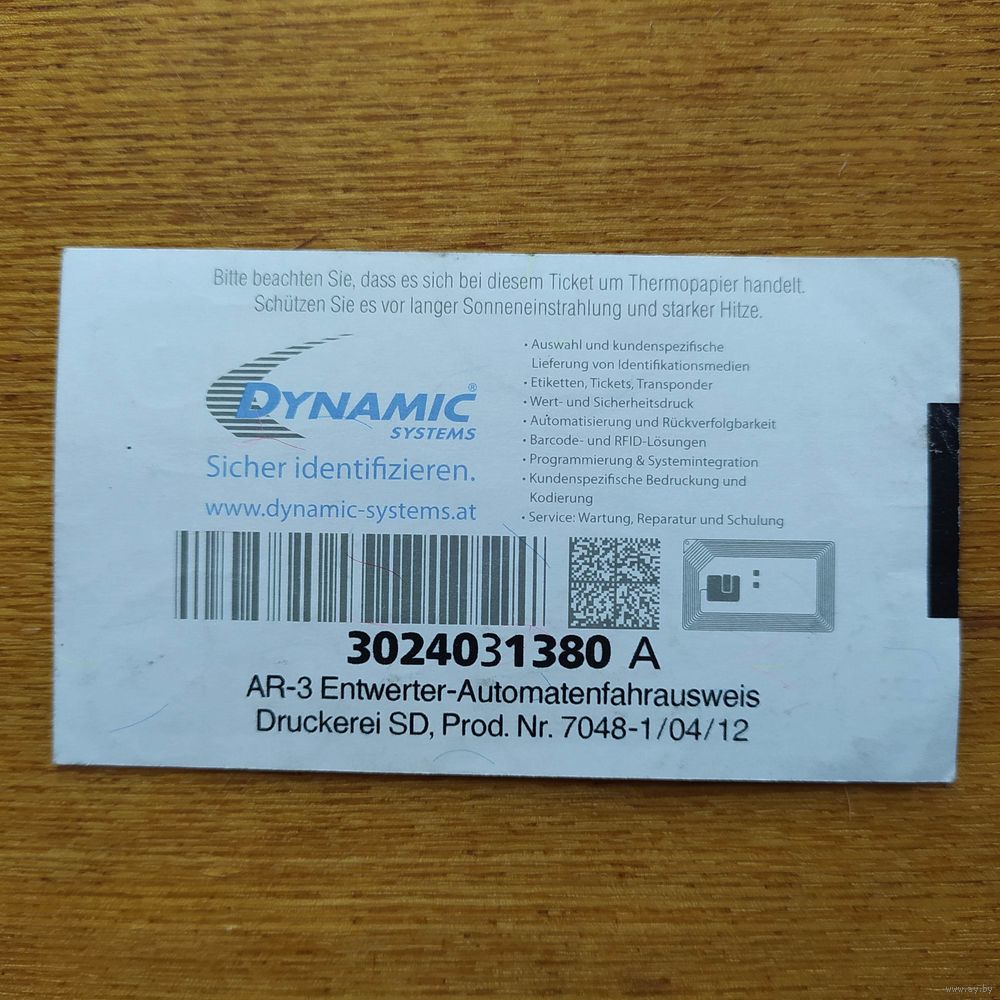 Bitte beachten Sie, dass es sich bei diesem Ticket um Thermopapier handelt.
Schützen Sie es vor langer Sonneneinstrahlung und starker Hitze.
DYNAMIC®
SYSTEMS
Sicher identifizieren.
www.dynamic-systems.at
• Auswahl und kundenspezifische
Lieferung von Identifikationsmedien
• Etiketten, Tickets, Transponder
• Wert- und Sicherheitsdruck
• Automatisierung und Rückverfolgbarkeit
• Barcode- und RFID-Lösungen
• Programmierung & Systemintegration
• Kundenspezifische Bedruckung und
Kodierung
• Service: Wartung, Reparatur und Schulung
3024031380 A
AR-3 Entwerter-Automatenfahrausweis
Druckerei SD, Prod. Nr. 7048-1/04/12
www.ay.by